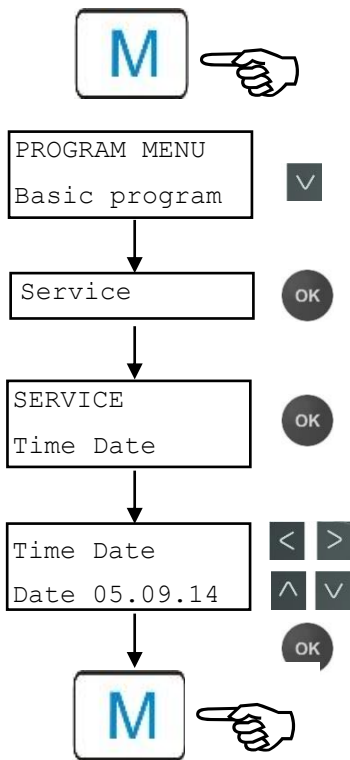 M
PROGRAM MENU
Basic program
Service
OK
SERVICE
Time Date
OK
Time Date
Date 05.09.14
OK
M